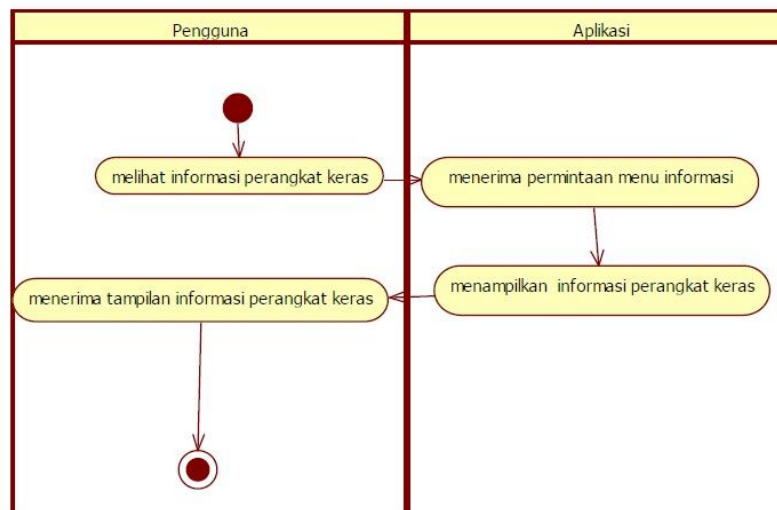 Pengguna
Aplikasi
melihat informasi perangkat keras
menerima permintaan menu informasi
menampilkan informasi perangkat keras
menerima tampilan informasi perangkat keras